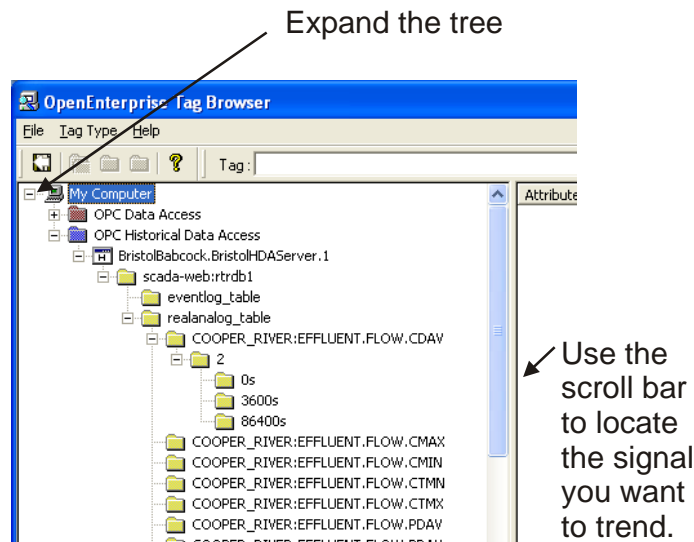 Expand the tree
OpenEnterprise Tag Browser
File Tag Type Help
Tag:
My Computer
Attribute
OPC Data Access
OPC Historical Data Access
BristolBabcock.BristolHDAServer.1
scada-web:rtrdb1
eventlog_table
realanalog_table
COOPER_RIVER:EFFLUENT.FLOW.CDAV
2
0s
3600s
86400s
COOPER_RIVER:EFFLUENT.FLOW.CMAX
COOPER_RIVER:EFFLUENT.FLOW.CMIN
COOPER_RIVER:EFFLUENT.FLOW.CTMN
COOPER_RIVER:EFFLUENT.FLOW.CTMX
COOPER_RIVER:EFFLUENT.FLOW.PDAV
Use the
scroll bar
to locate
the signal
you want
to trend.